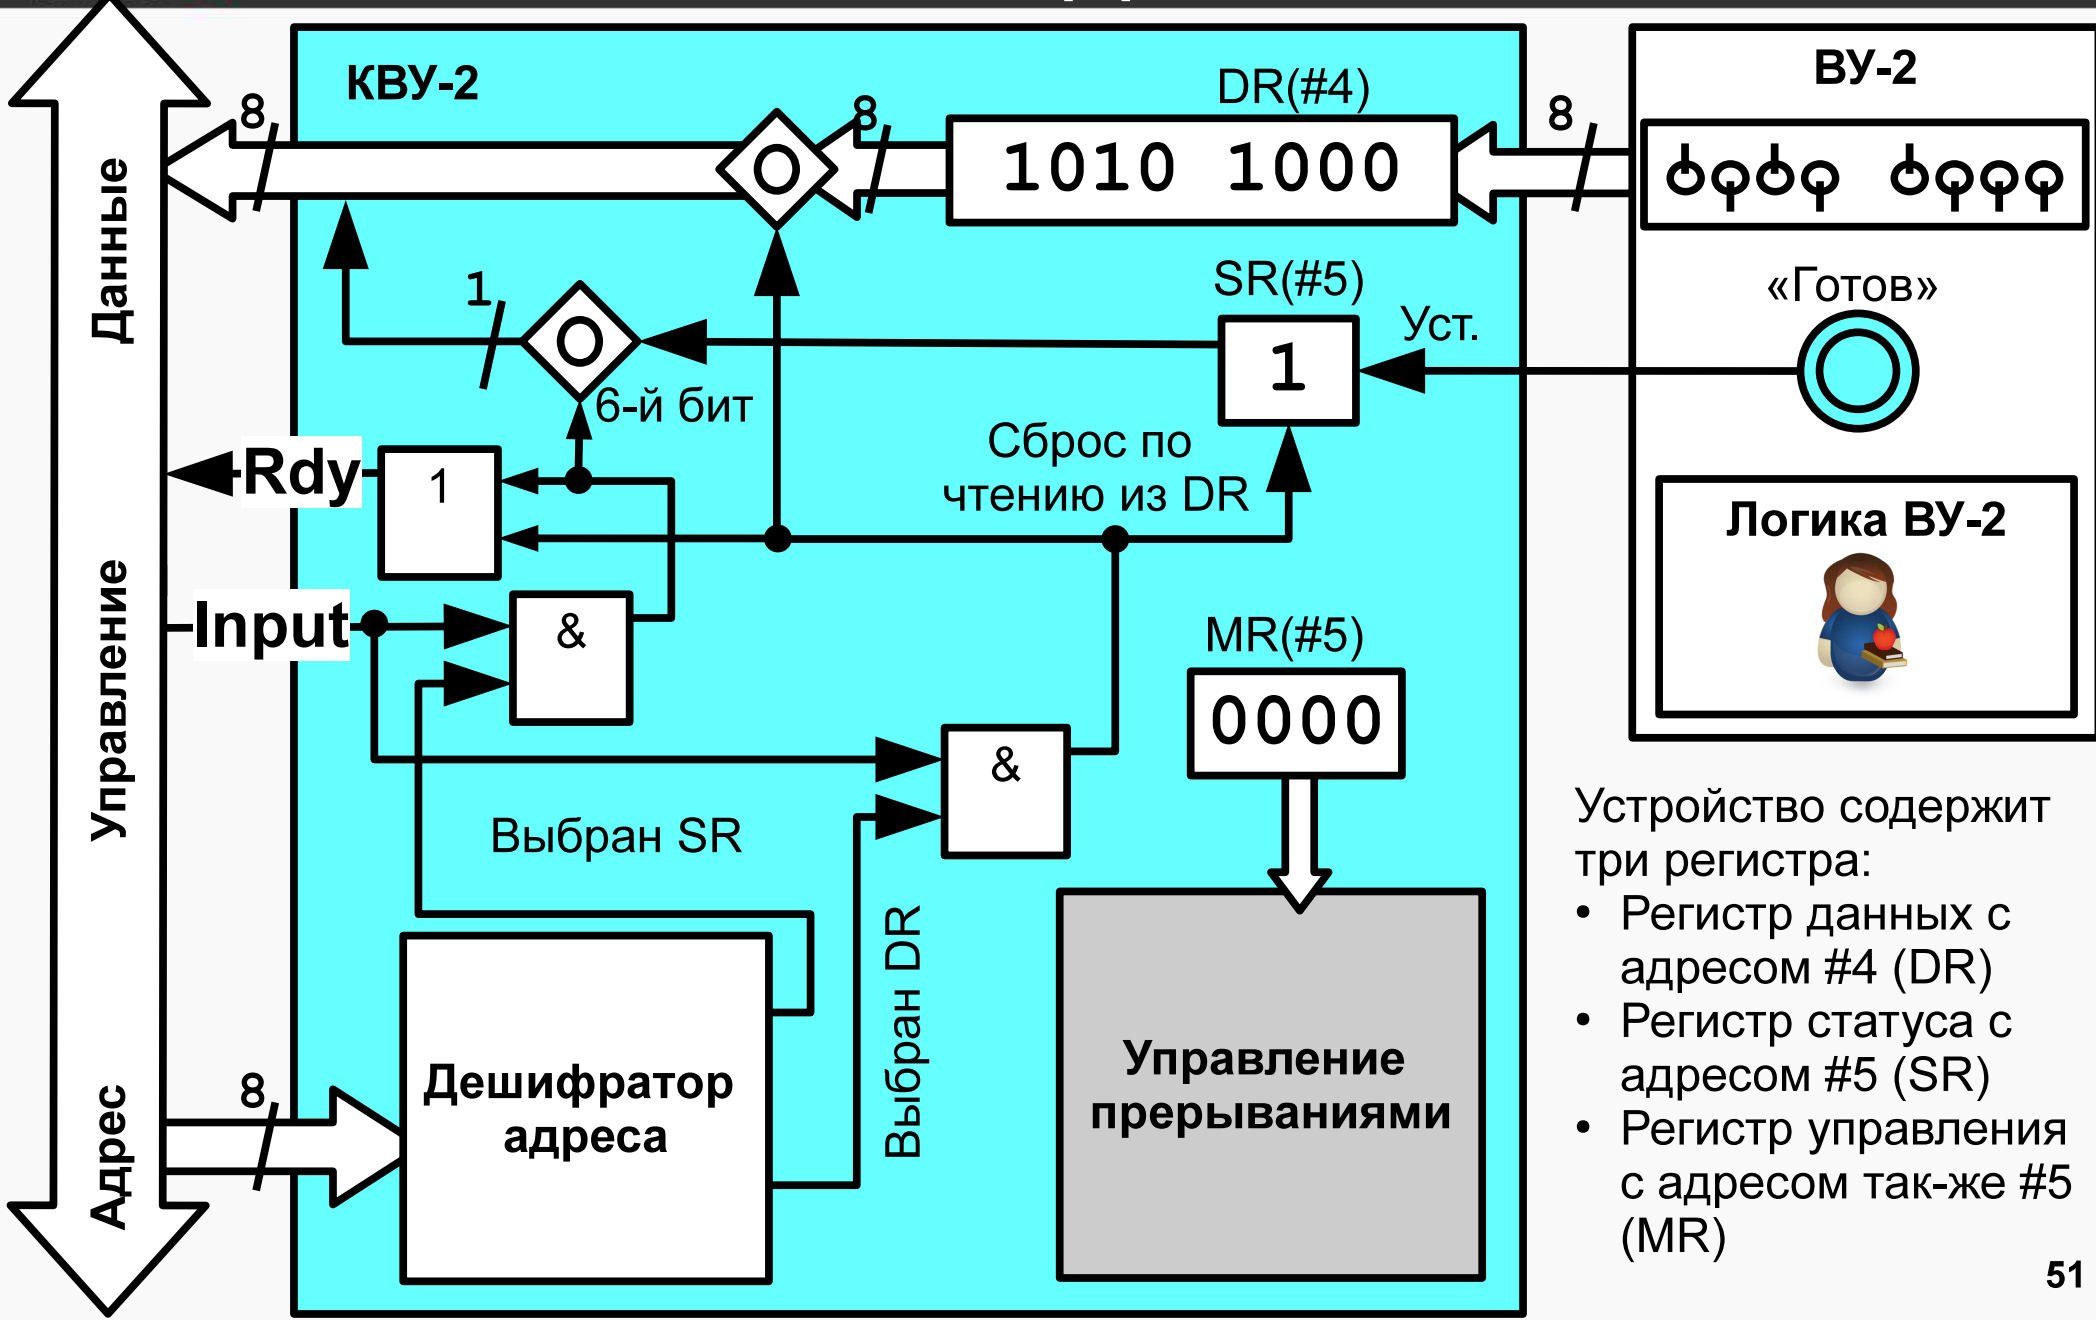 КВУ-2
8
8
DR(#4)
1010 1000
8
ВУ-2
Данные
1
6-й бит
SR(#5)
1
Уст.
«Готов»
Rdy
1
Сброс по
чтению из DR
Логика ВУ-2
Управление
Input
&
MR(#5)
0000
&
Выбран SR
Выбран DR
Адрес
8
Дешифратор
адреса
Управление
прерываниями
Устройство содержит
три регистра:
• Регистр данных с
адресом #4 (DR)
• Регистр статуса с
адресом #5 (SR)
• Регистр управления
с адресом так-же #5
(MR)
51